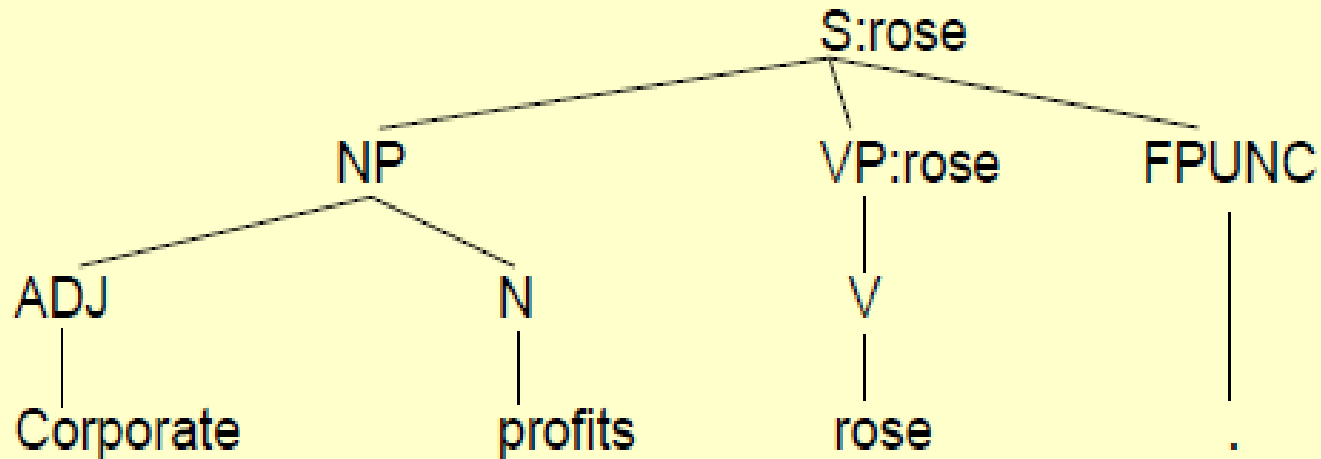 S:rose
NP VP:rose FPUNC
ADJ N V
Corporate profits rose .